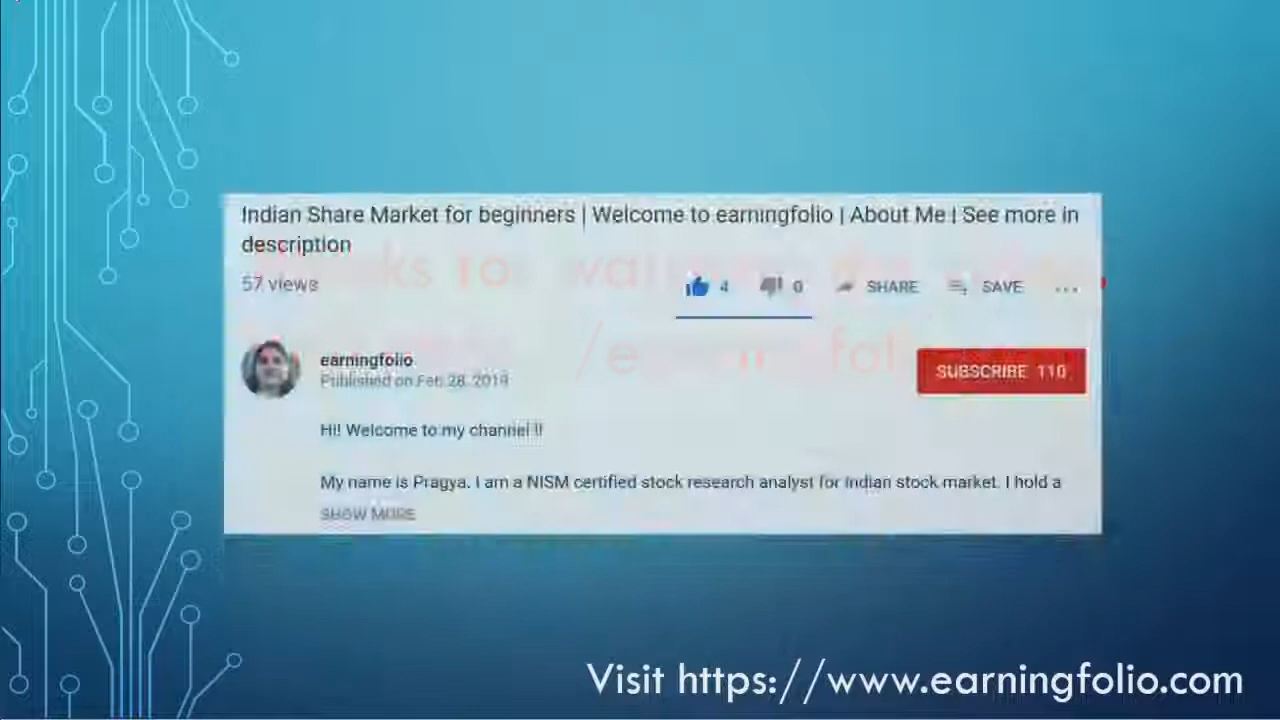 Indian Share Market for beginners | Welcome to earningfolio | About Me | See more in
description
57 views
4 0 SHARE SAVE ...
earningfolio
Published on Feb 28, 2019
SUBSCRIBE 110
Hi! Welcome to my channel !!
My name is Pragya. I am a NISM certified stock research analyst for Indian stock market. I hold a
SHOW MORE
Visit https://www.earningfolio.com